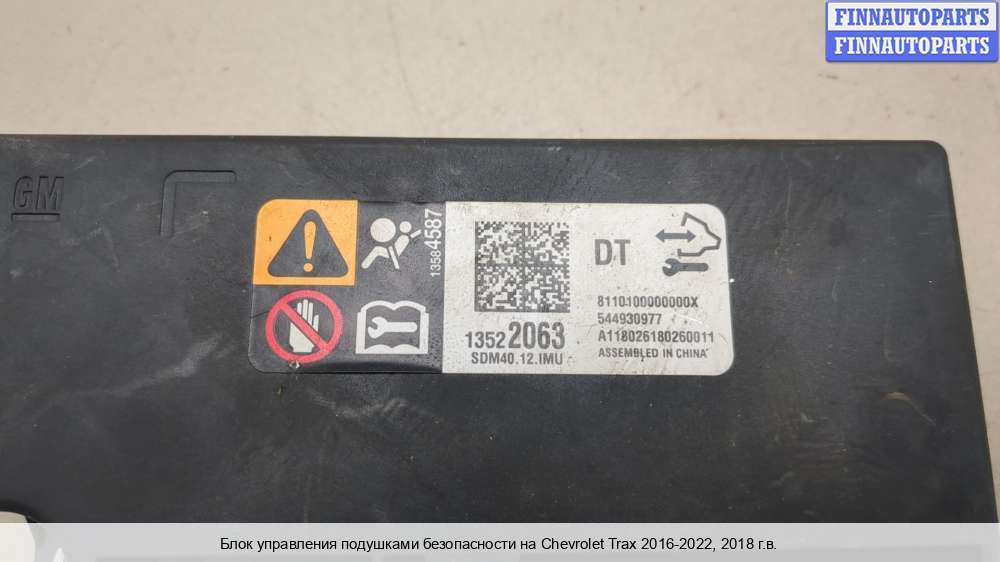 FINNAUTOPARTS
FINNAUTOPARTS
GM
13584587
DT
13522063
SDM40.12.IMU
8110100000000X
544930977
A118026180260011
ASSEMBLED IN CHINA
Блок управления подушками безопасности на Chevrolet Trax 2016-2022, 2018 г.в.